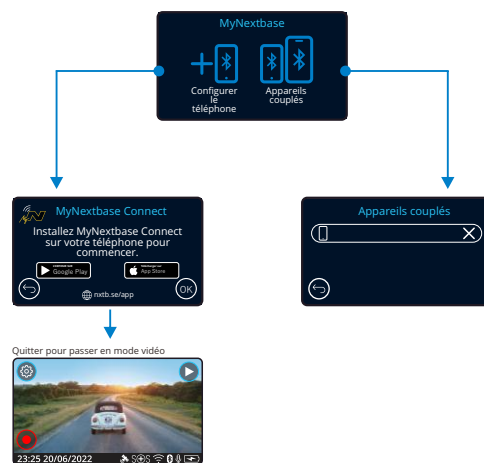 MyNextbase
Configurer
le
téléphone
Appareils
couplés
MyNextbase Connect
Installez MyNextbase Connect
sur votre téléphone pour
commencer.
Google Play
App Store
nxtb.se/app
OK
Appareils couplés
Quitter pour passer en mode vidéo
23:25 20/06/2022
SOS